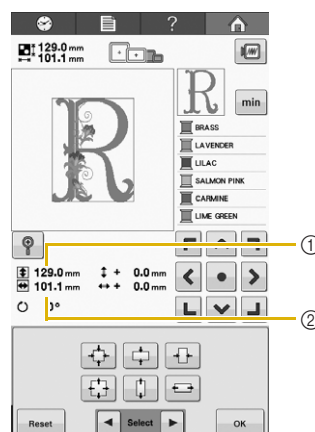 ?
129.0 mm
101.1 mm
R
R
min
BRASS
LAVENDER
LILAC
SALMON PINK
CARMINE
LIME GREEN
①
129.0 mm + 0.0 mm
101.1 mm + 0.0 mm
0°
②
Reset Select OK